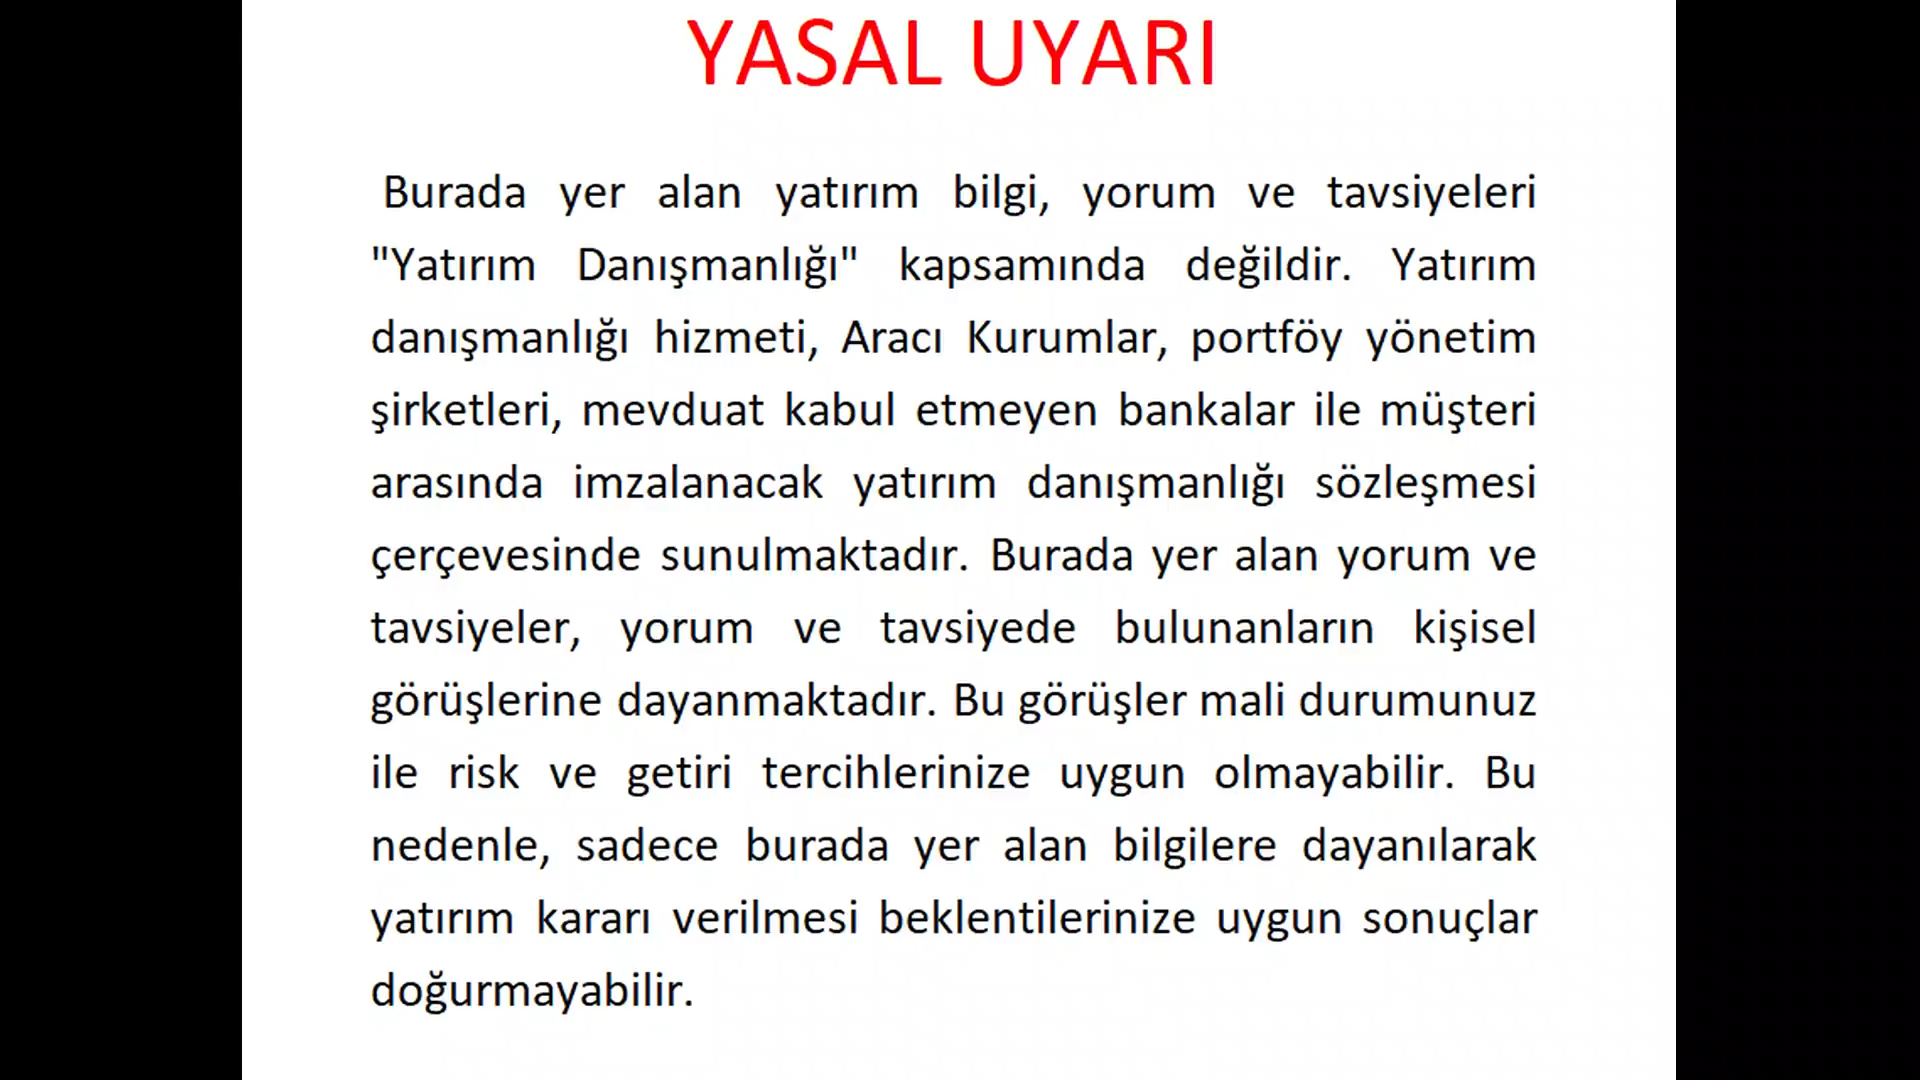 YASAL UYARI
Burada yer alan yatırım bilgi, yorum ve tavsiyeleri
"Yatırım Danışmanlığı" kapsamında değildir. Yatırım
danışmanlığı hizmeti, Aracı Kurumlar, portföy yönetim
şirketleri, mevduat kabul etmeyen bankalar ile müşteri
arasında imzalanacak yatırım danışmanlığı sözleşmesi
çerçevesinde sunulmaktadır. Burada yer alan yorum ve
tavsiyeler, yorum ve tavsiyede bulunanların kişisel
görüşlerine dayanmaktadır. Bu görüşler mali durumunuz
ile risk ve getiri tercihlerinize uygun olmayabilir. Bu
nedenle, sadece burada yer alan bilgilere dayanılarak
yatırım kararı verilmesi beklentilerinize uygun sonuçlar
doğurmayabilir.